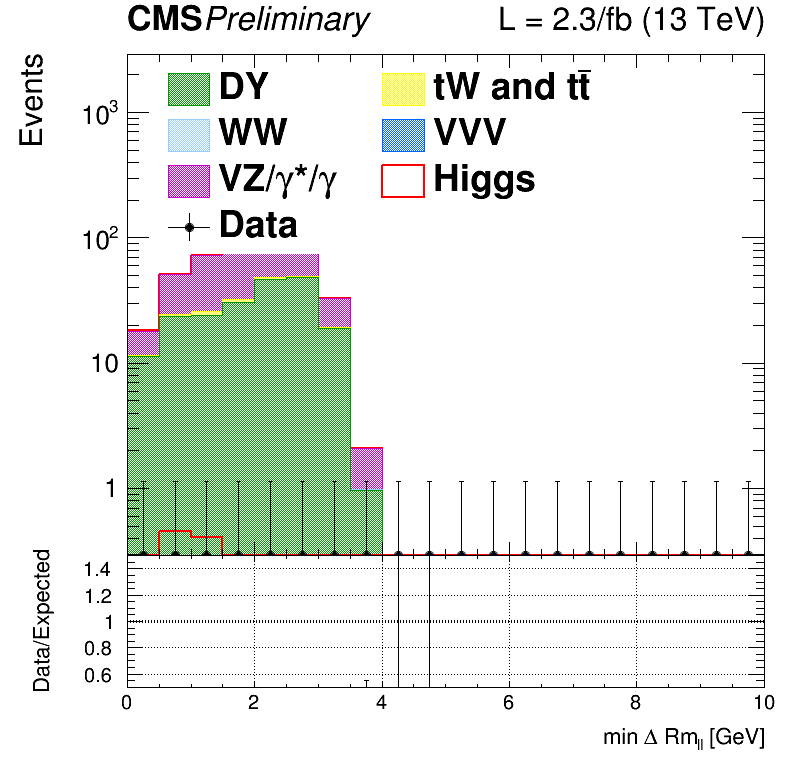 CMS Preliminary L = 2.3/fb (13 TeV)
Events
DY tW and tt̅
WW VVV
VZ/γ*/γ Higgs
Data
10³
10²
10
1
Data/Expected
1.4
1.2
1
0.8
0.6
0 2 4 6 8 10
min Δ Rm_ll [GeV]